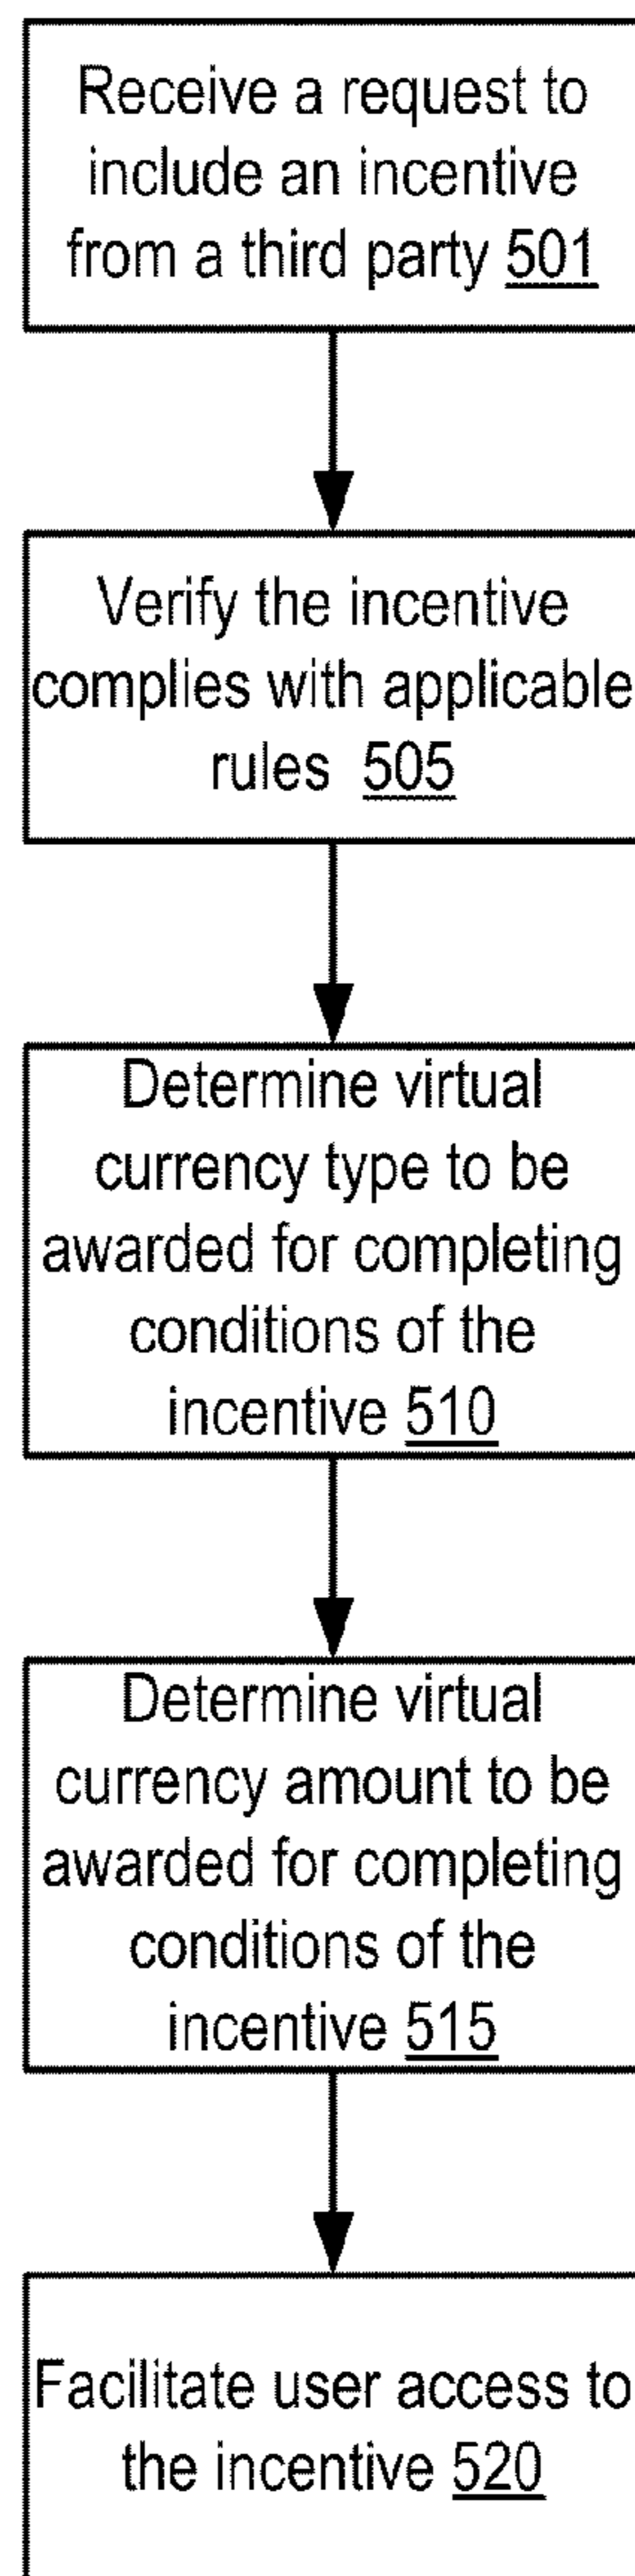 Receive a request to
include an incentive
from a third party 501
Verify the incentive
complies with applicable
rules 505
Determine virtual
currency type to be
awarded for completing
conditions of the
incentive 510
Determine virtual
currency amount to be
awarded for completing
conditions of the
incentive 515
Facilitate user access to
the incentive 520